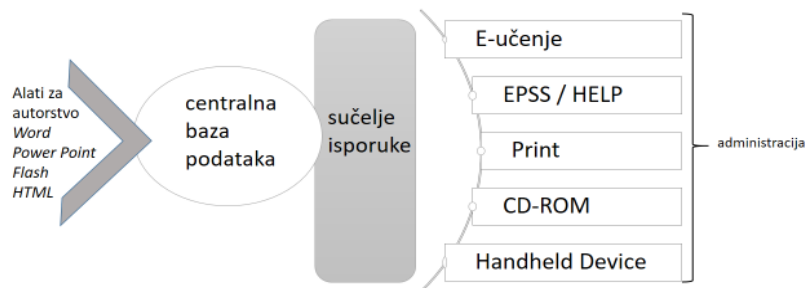 Alati za
autorstvo
Word
Power Point
Flash
HTML
centralna
baza
podataka
sučelje
isporuke
E-učenje
EPSS / HELP
Print
CD-ROM
Handheld Device
administracija